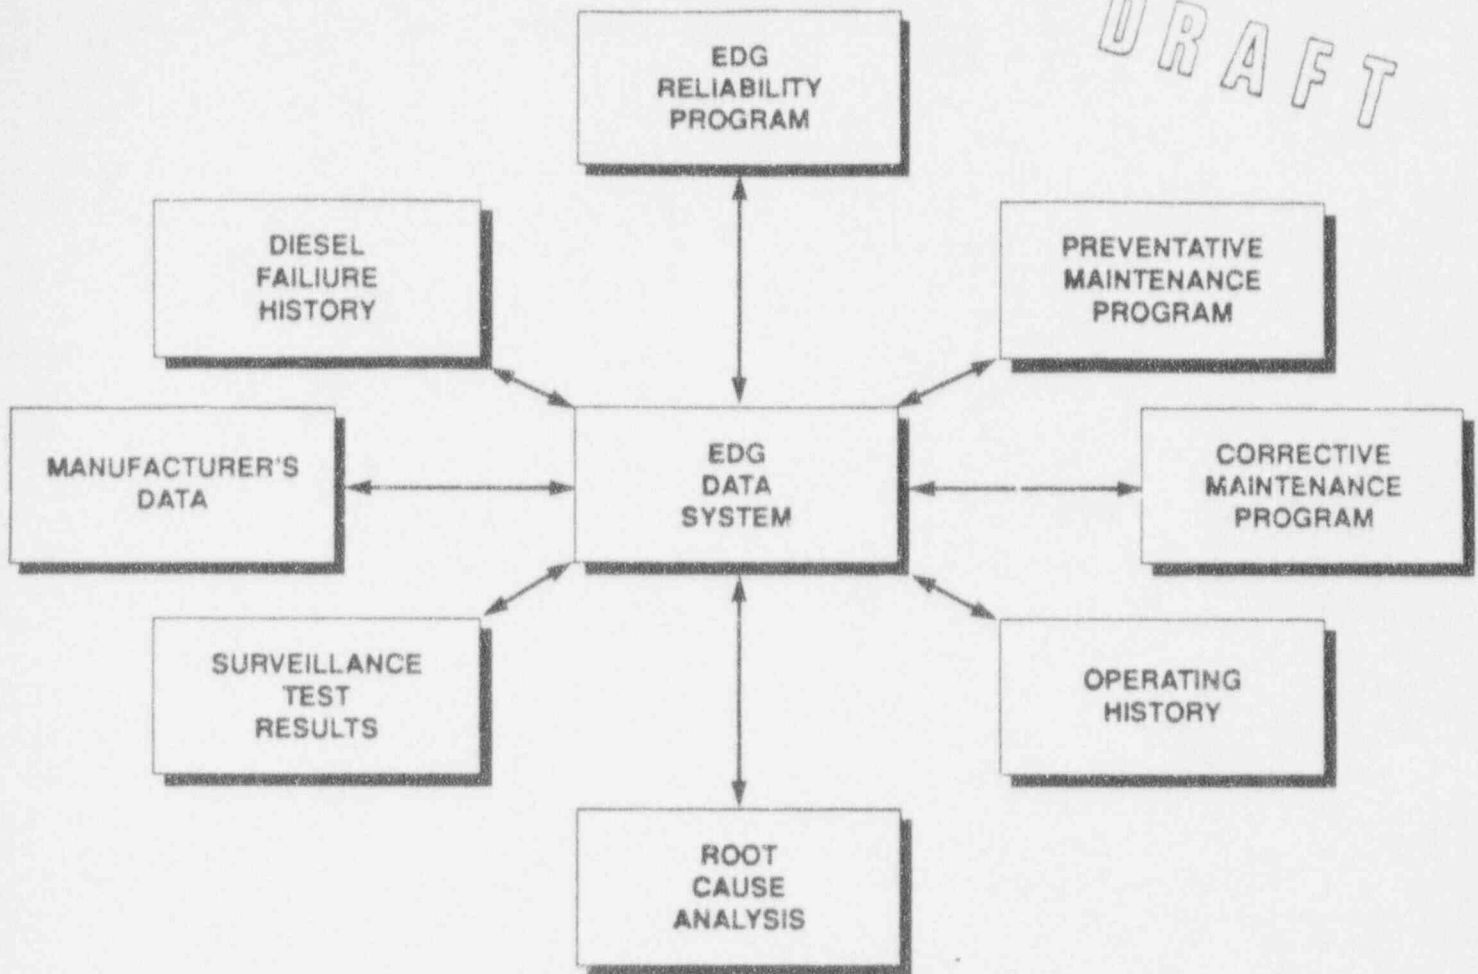 DRAFT
EDG
RELIABILITY
PROGRAM
DIESEL
FAILIURE
HISTORY
PREVENTATIVE
MAINTENANCE
PROGRAM
MANUFACTURER'S
DATA
EDG
DATA
SYSTEM
CORRECTIVE
MAINTENANCE
PROGRAM
SURVEILLANCE
TEST
RESULTS
OPERATING
HISTORY
ROOT
CAUSE
ANALYSIS